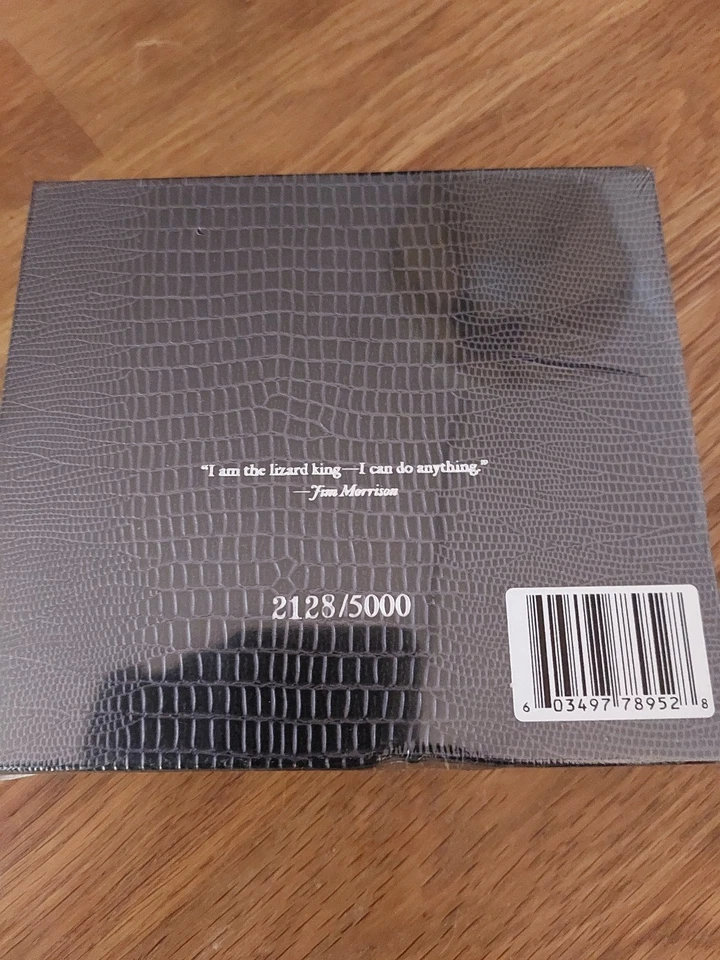 “I am the lizard king—I can do anything.”
—Jim Morrison
2128/5000
6 03497 78952 8